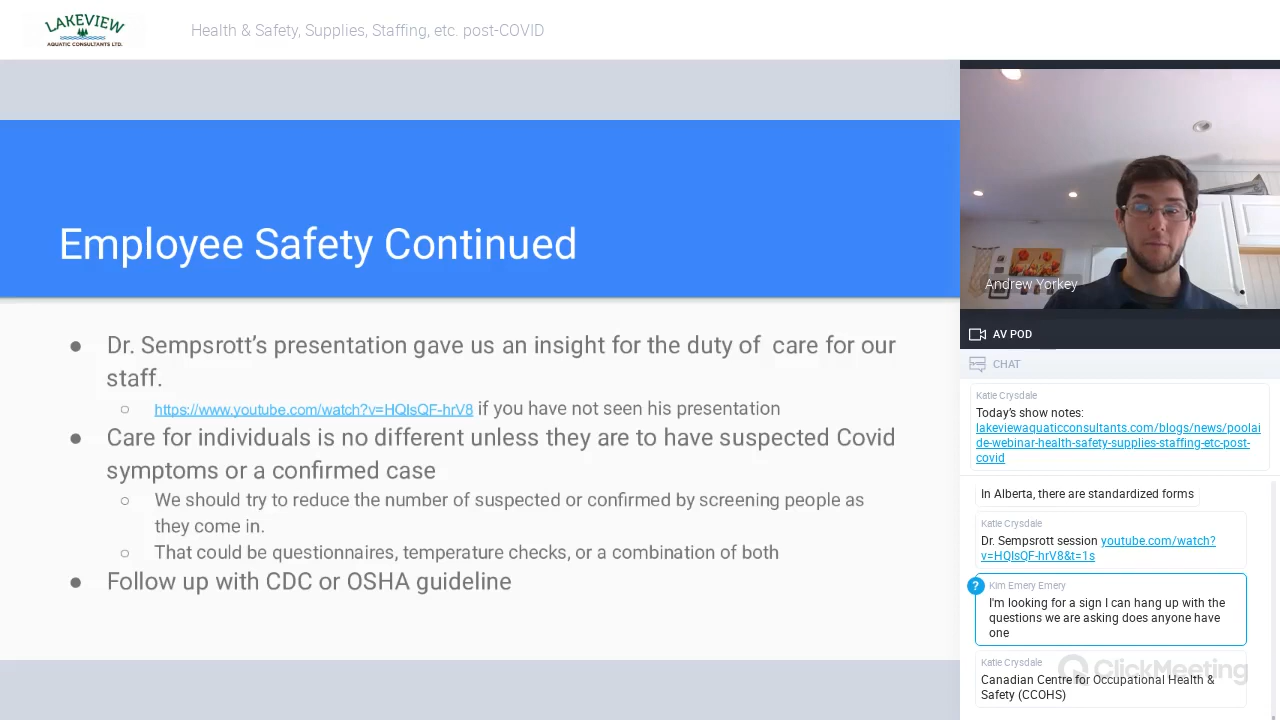 LAKEVIEW
AQUATIC CONSULTANTS LTD.
Health & Safety, Supplies, Staffing, etc. post-COVID
Employee Safety Continued
● Dr. Sempsrott's presentation gave us an insight for the duty of care for our
staff.
○ https://www.youtube.com/watch?v=HQIsQF-hrV8 if you have not seen his presentation
● Care for individuals is no different unless they are to have suspected Covid
symptoms or a confirmed case
○ We should try to reduce the number of suspected or confirmed by screening people as
they come in.
○ That could be questionnaires, temperature checks, or a combination of both
● Follow up with CDC or OSHA guideline
Andrew Yorkey
AV POD
CHAT
Katie Crysdale
Today's show notes:
lakeviewaquaticconsultants.com/blogs/news/poolai
de-webinar-health-safety-supplies-staffing-etc-post-
covid
In Alberta, there are standardized forms
Katie Crysdale
Dr. Sempsrott session youtube.com/watch?
v=HQIsQF-hrV8&t=1s
?
Kim Emery Emery
I'm looking for a sign I can hang up with the
questions we are asking does anyone have
one
Katie Crysdale
Canadian Centre for Occupational Health &
Safety (CCOHS)
ClickMeeting